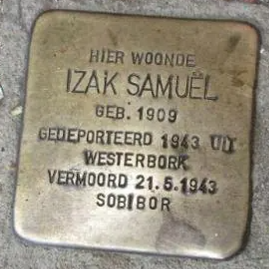 HIER WOONDE
IZAK SAMUËL
GEB. 1909
GEDEPORTEERD 1943 UIT
WESTERBORK
VERMOORD 21.5.1943
SOBIBOR